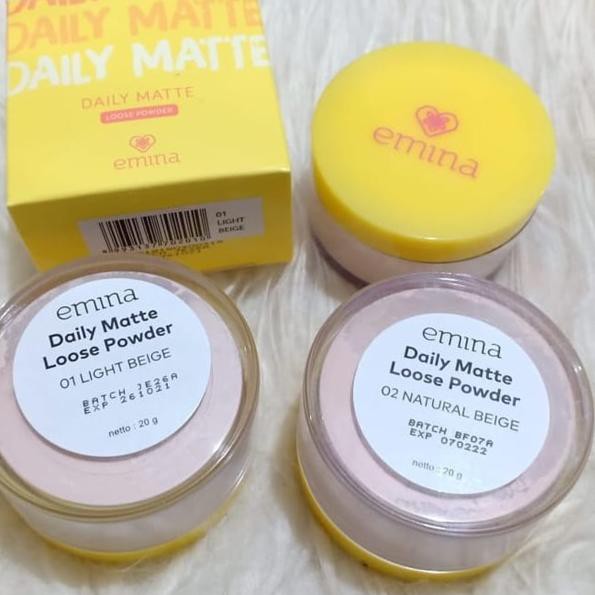 DAILY MATTE
DAILY MATTE
DAILY MATTE
LOOSE POWDER
emina
01
LIGHT
BEIGE
emina
emina
Daily Matte
Loose Powder
01 LIGHT BEIGE
BATCH JE26A
EXP 261021
netto : 20 g
emina
Daily Matte
Loose Powder
02 NATURAL BEIGE
BATCH BF07A
EXP 070222
netto : 20 g